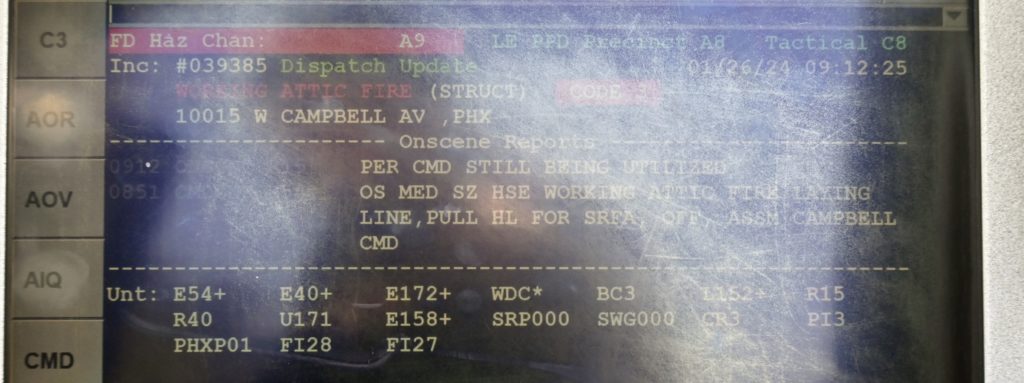 C3
AOR
AOV
AIQ
CMD
FD Haz Chan: A9 LE PPD Precinct A8 Tactical C8
Inc: #039385 Dispatch Update 01/26/24 09:12:25
WORKING ATTIC FIRE (STRUCT) CODE 3
10015 W CAMPBELL AV ,PHX
Onscene Reports
0912 PER CMD STILL BEING UTILIZED
0851 OS MED SZ HSE WORKING ATTIC FIRE LAYING
LINE,PULL HL FOR SRFA, OFF, ASSM CAMPBELL
CMD
Unt: E54+ E40+ E172+ WDC* BC3 L152+ R15
R40 U171 E158+ SRP000 SWG000 CR3 PI3
PHXP01 FI28 FI27